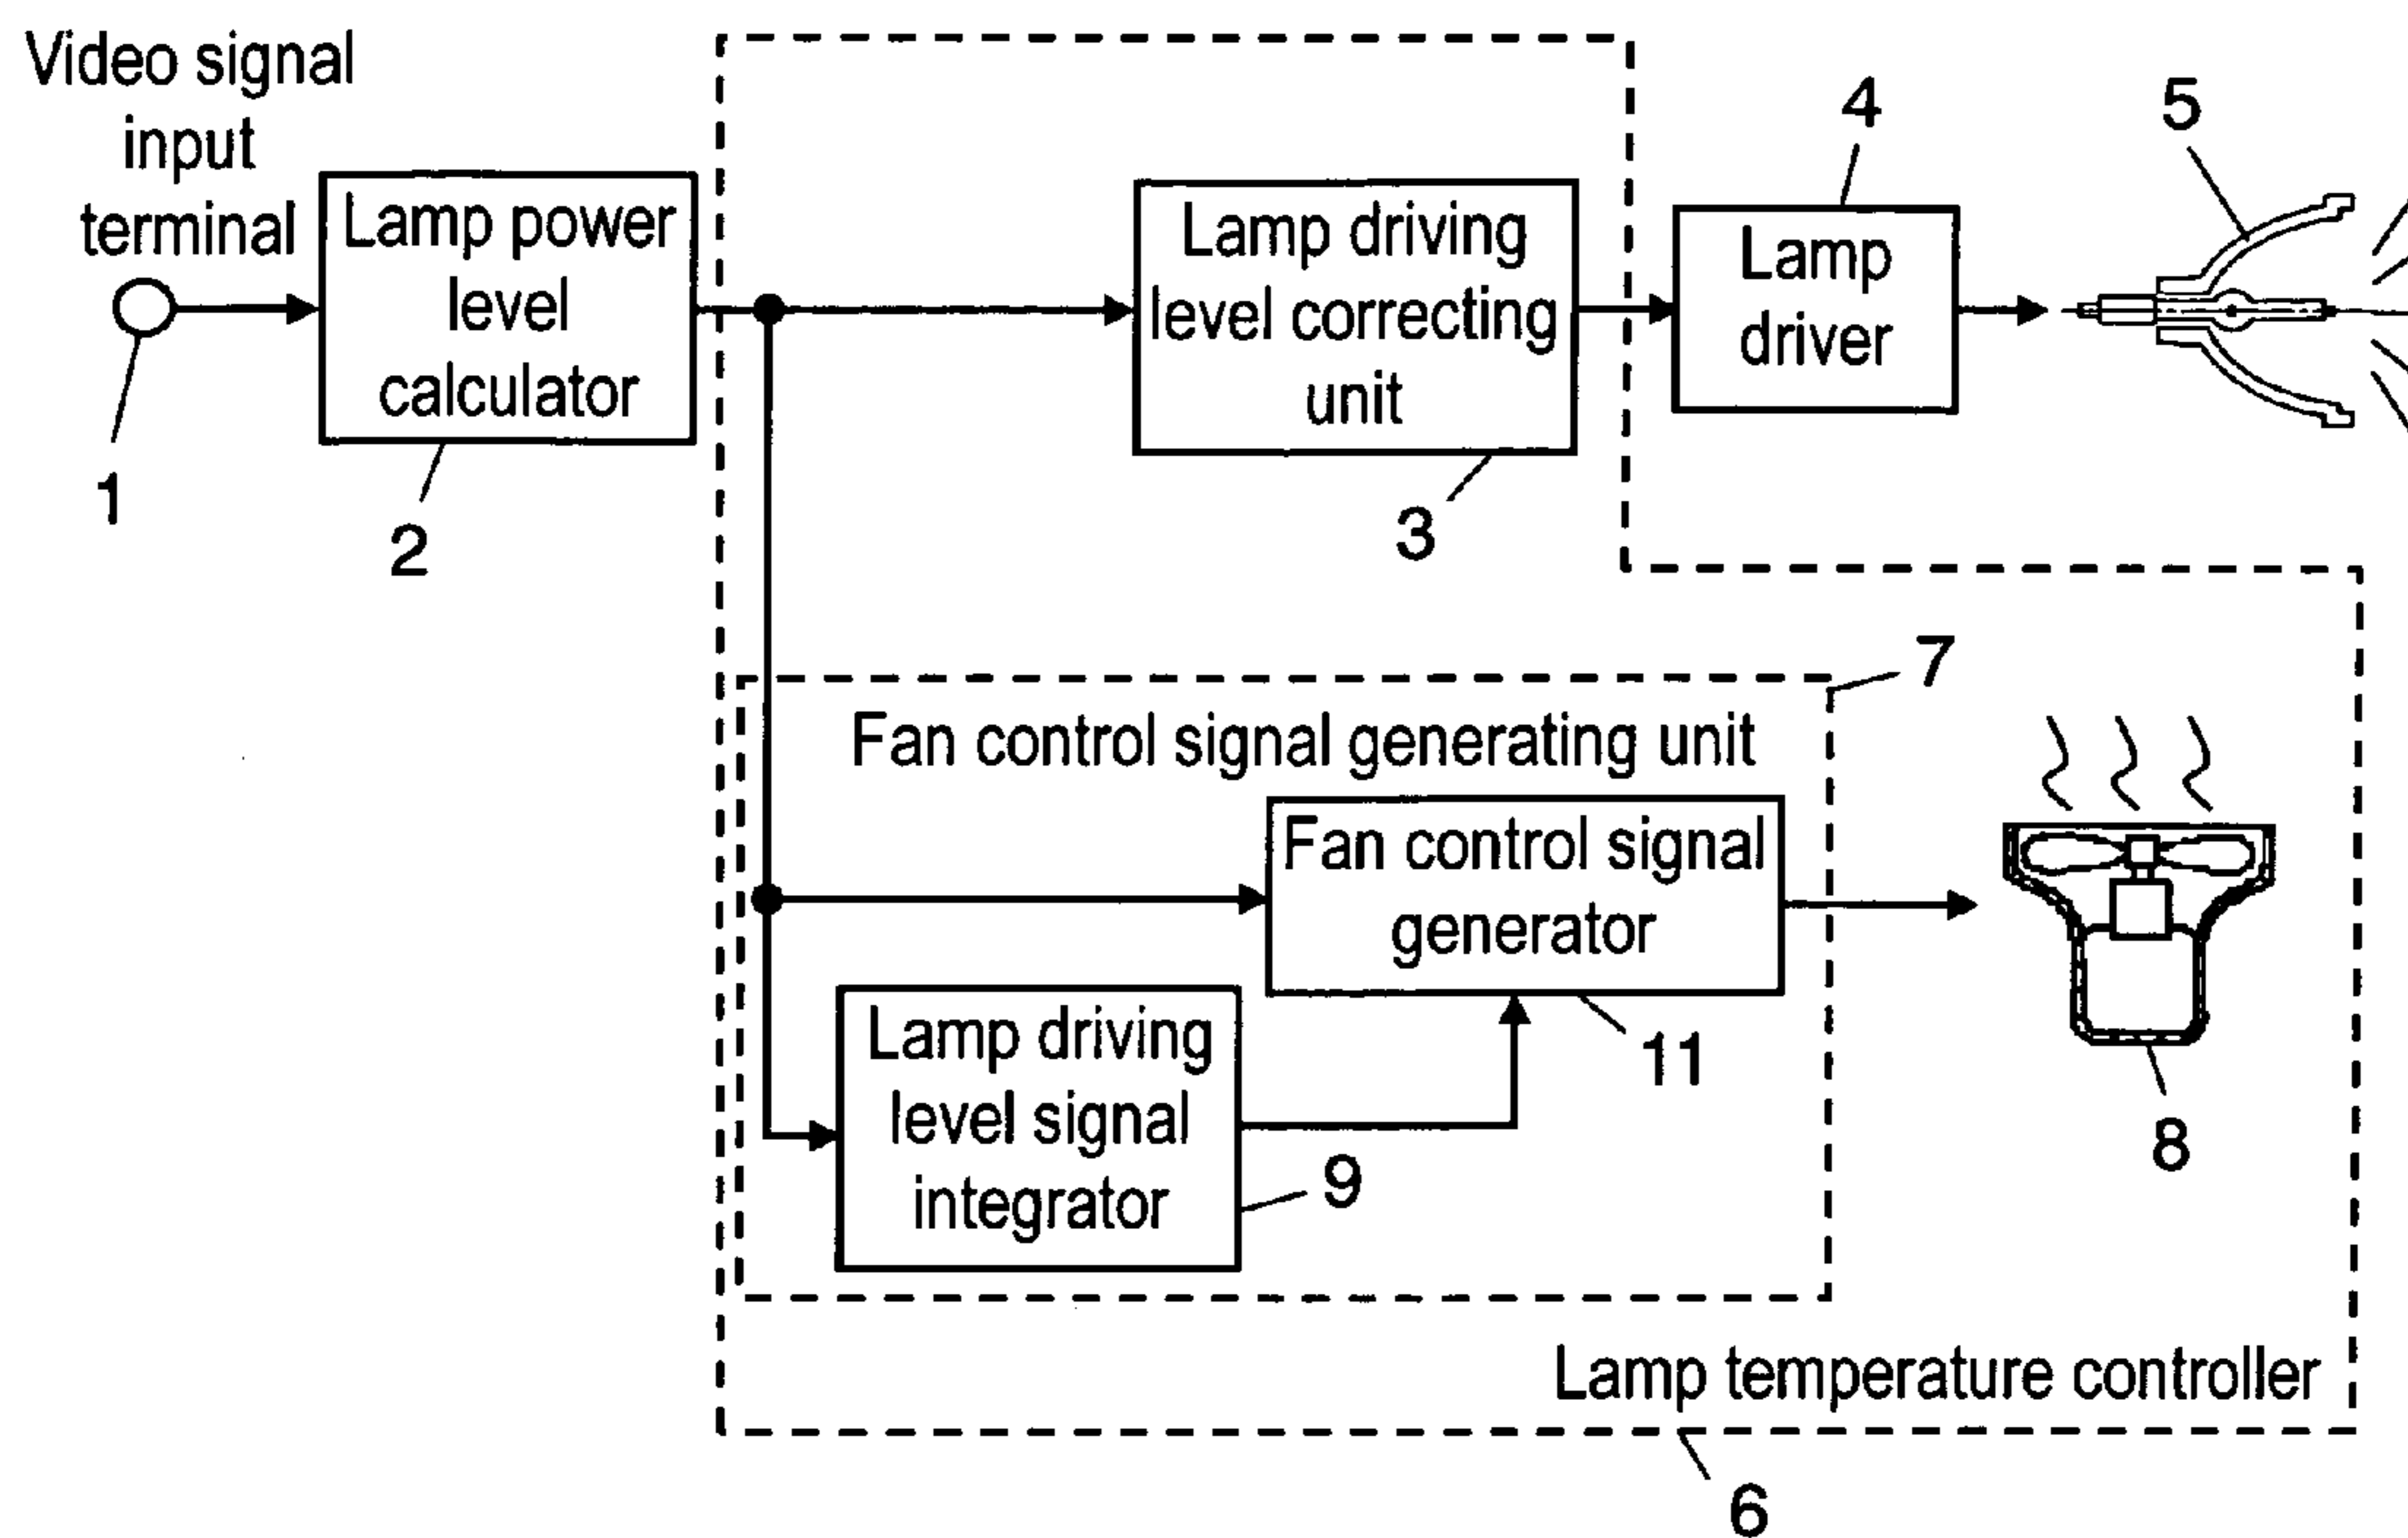 Video signal
input
terminal
1
Lamp power
level
calculator
2
Lamp driving
level correcting
unit
3
4
Lamp
driver
5
7
Fan control signal generating unit
Fan control signal
generator
11
Lamp driving
level signal
integrator
9
8
Lamp temperature controller
6